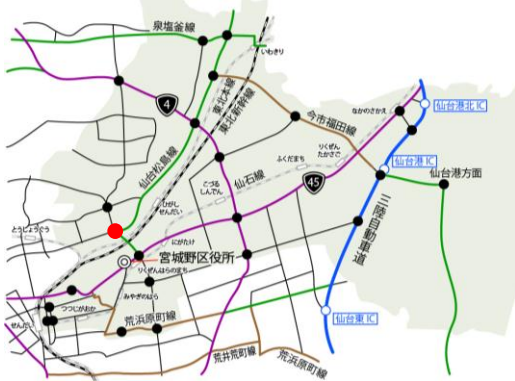 泉塩釜線
いわきり
4
東北本線
東北新幹線
今市福田線
なかのさかえ
仙台港北IC
仙台松島線
りくぜん
たかさご
ふくだまち
仙台港IC
仙台港方面
こづる
しんでん
仙石線
45
三陸自動車道
ひがし
せんだい
とうしょうぐう
にがたけ
宮城野区役所
りくぜんはらのまち
みやぎのはら
つつじがおか
せんだい
荒浜原町線
仙台東IC
荒井荒町線
荒浜原町線